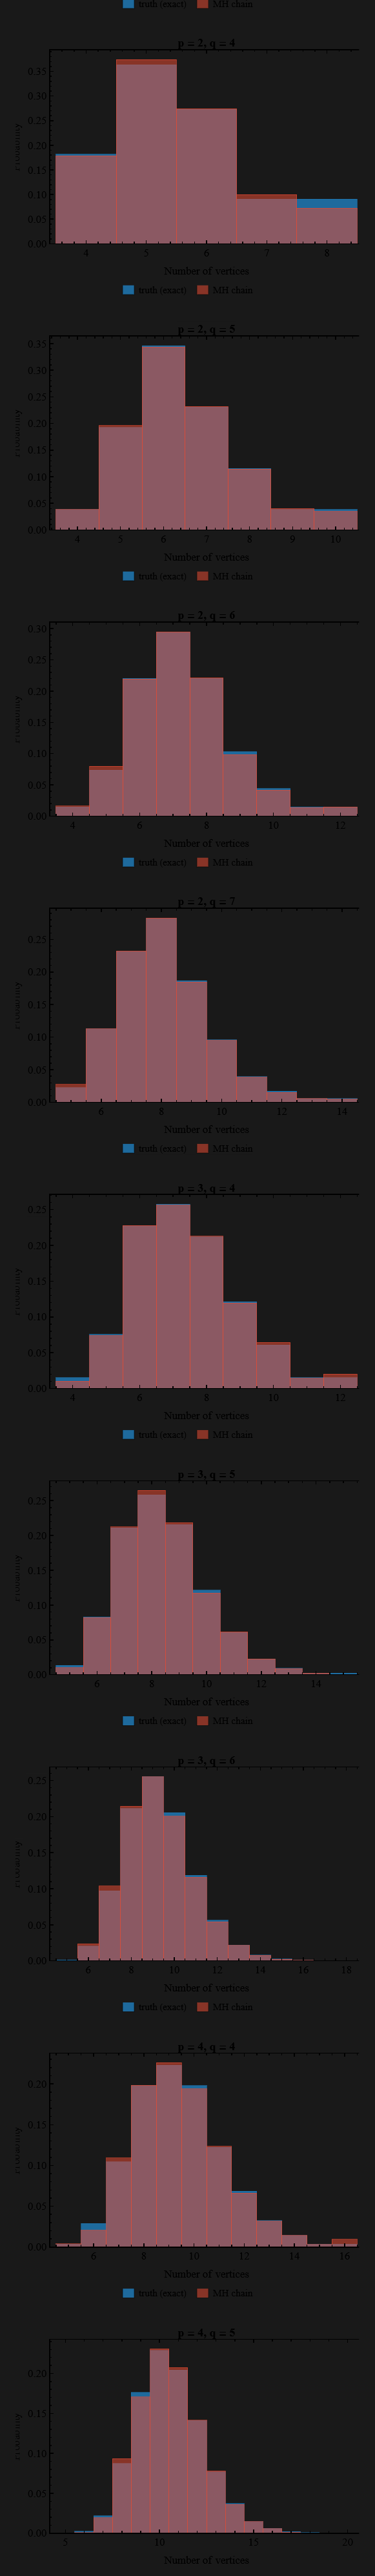 truth (exact) MH chain
p = 2, q = 4
0.35
0.30
0.25
0.20
0.15
0.10
0.05
0.00
4 5 6 7 8
Number of vertices
truth (exact) MH chain
p = 2, q = 5
0.35
0.30
0.25
0.20
0.15
0.10
0.05
0.00
4 5 6 7 8 9 10
Number of vertices
truth (exact) MH chain
p = 2, q = 6
0.30
0.25
0.20
0.15
0.10
0.05
0.00
4 6 8 10 12
Number of vertices
truth (exact) MH chain
p = 2, q = 7
0.25
0.20
0.15
0.10
0.05
0.00
6 8 10 12 14
Number of vertices
truth (exact) MH chain
p = 3, q = 4
0.25
0.20
0.15
0.10
0.05
0.00
4 6 8 10 12
Number of vertices
truth (exact) MH chain
p = 3, q = 5
0.25
0.20
0.15
0.10
0.05
0.00
6 8 10 12 14
Number of vertices
truth (exact) MH chain
p = 3, q = 6
0.25
0.20
0.15
0.10
0.05
0.00
6 8 10 12 14 16 18
Number of vertices
truth (exact) MH chain
p = 4, q = 4
0.20
0.15
0.10
0.05
0.00
6 8 10 12 14 16
Number of vertices
truth (exact) MH chain
p = 4, q = 5
0.20
0.15
0.10
0.05
0.00
5 10 15 20
Number of vertices